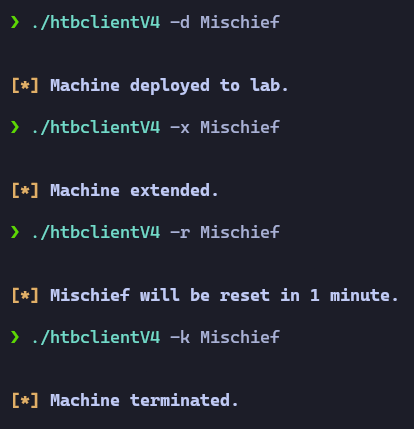 ❯ ./htbclientV4 -d Mischief
[*] Machine deployed to lab.
❯ ./htbclientV4 -x Mischief
[*] Machine extended.
❯ ./htbclientV4 -r Mischief
[*] Mischief will be reset in 1 minute.
❯ ./htbclientV4 -k Mischief
[*] Machine terminated.